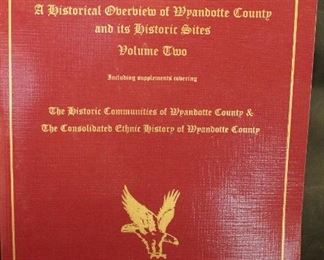 A Historical Overview of Wyandotte County
and its Historic Sites
Volume Two
Including supplements covering
The Historic Communities of Wyandotte County &
The Consolidated Ethnic History of Wyandotte County